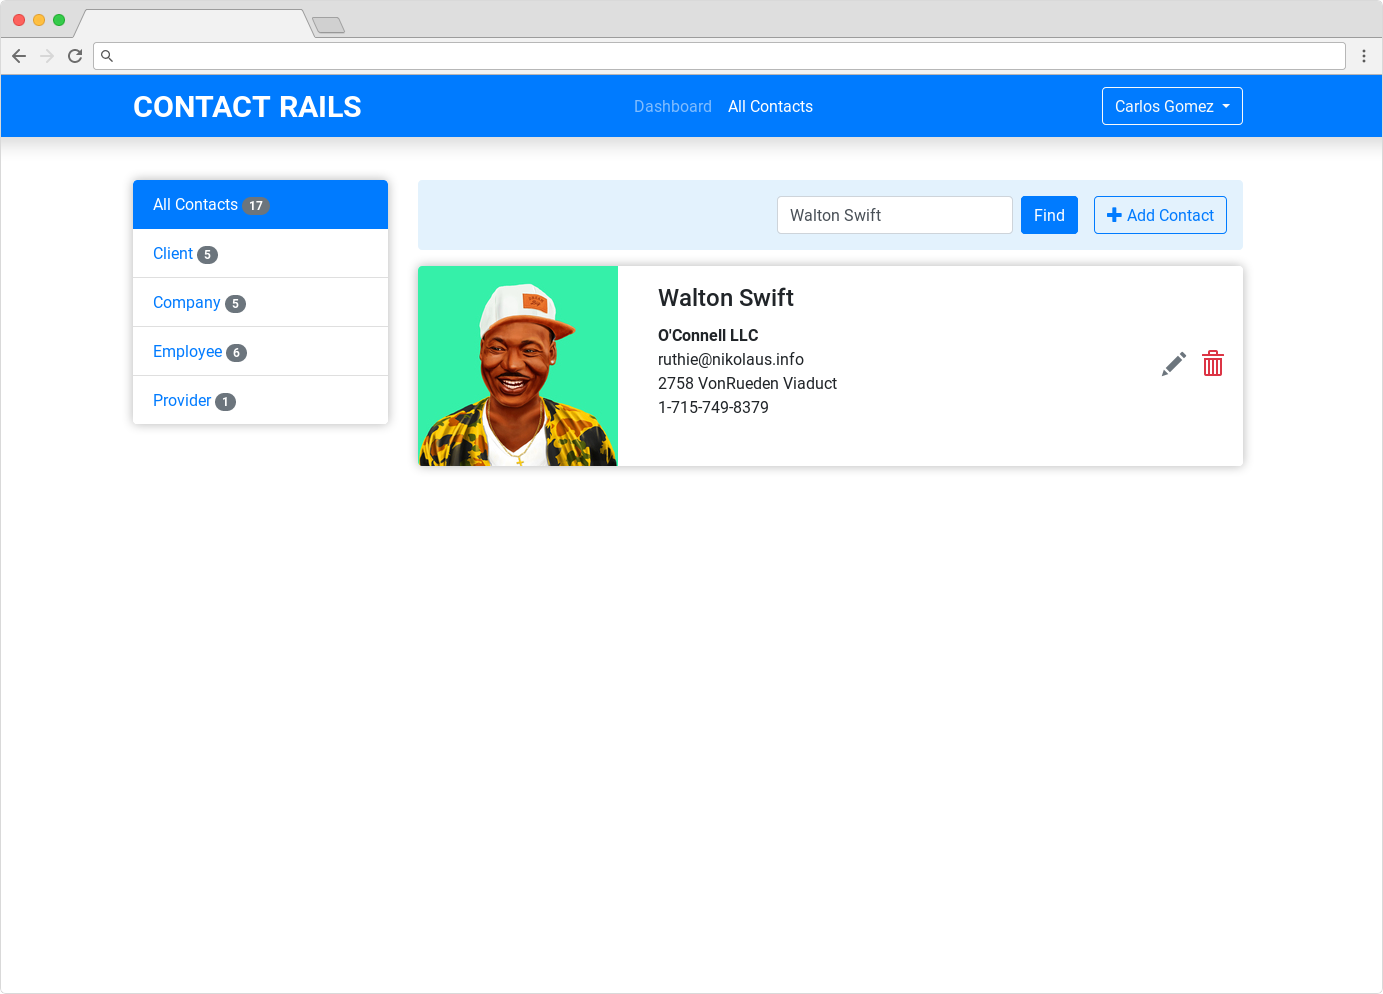 CONTACT RAILS
Dashboard
All Contacts
Carlos Gomez
All Contacts 17
Client 5
Company 5
Employee 6
Provider 1
Walton Swift
Find
Add Contact
Walton Swift
O'Connell LLC
ruthie@nikolaus.info
2758 VonRueden Viaduct
1-715-749-8379